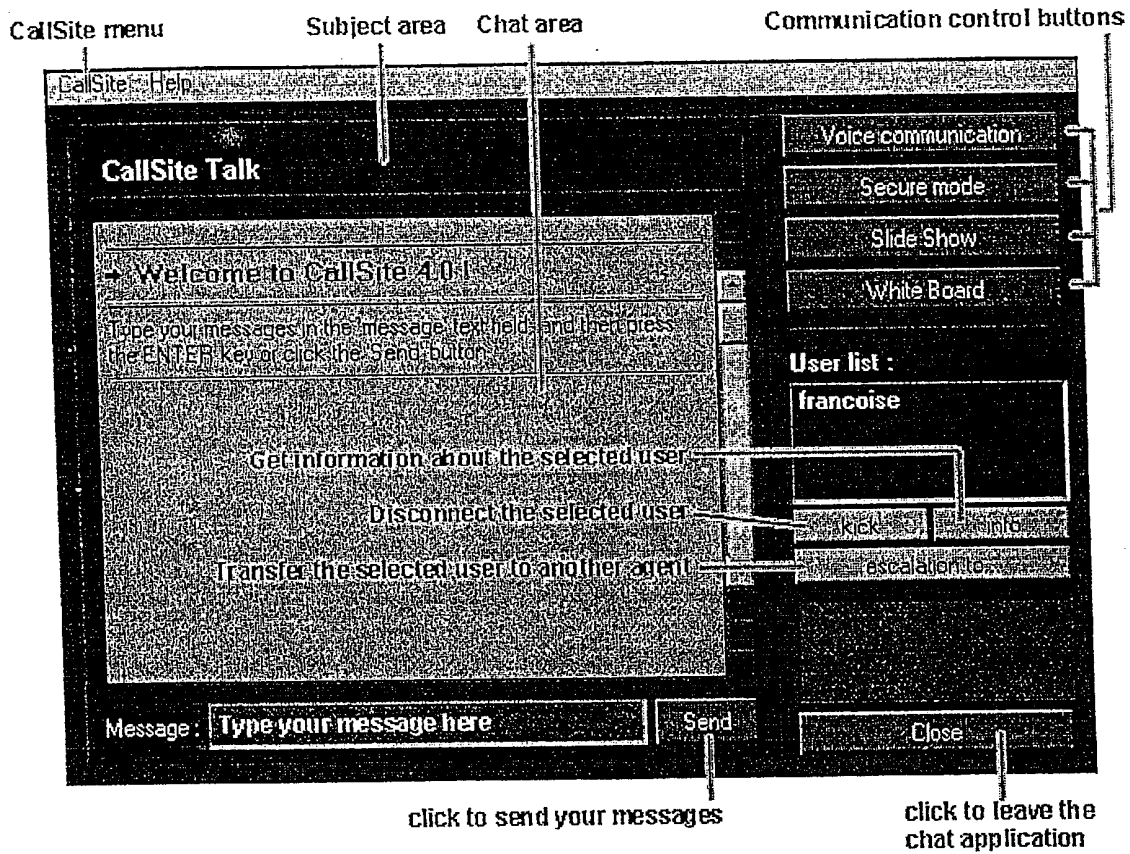 CallSite menu
Subject area
Chat area
Communication control buttons
CallSite Help
CallSite Talk
Voice communication
Secure mode
Slide Show
White Board
→ Welcome to CallSite 4.0 !
Type your messages in the 'message' text field, and then press
the ENTER key or click the 'Send' button
User list :
francoise
Get information about the selected user
Disconnect the selected user
kick
info
Transfer the selected user to another agent
escalation to...
Message :
Type your message here
Send
Close
click to send your messages
click to leave the
chat application